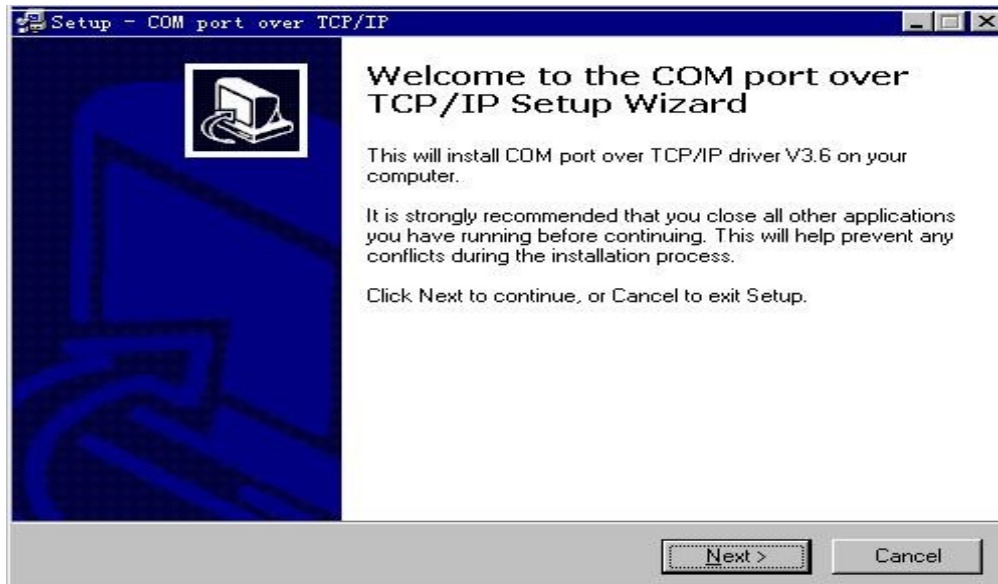 Setup - COM port over TCP/IP
Welcome to the COM port over
TCP/IP Setup Wizard
This will install COM port over TCP/IP driver V3.6 on your
computer.
It is strongly recommended that you close all other applications
you have running before continuing. This will help prevent any
conflicts during the installation process.
Click Next to continue, or Cancel to exit Setup.
Next >
Cancel